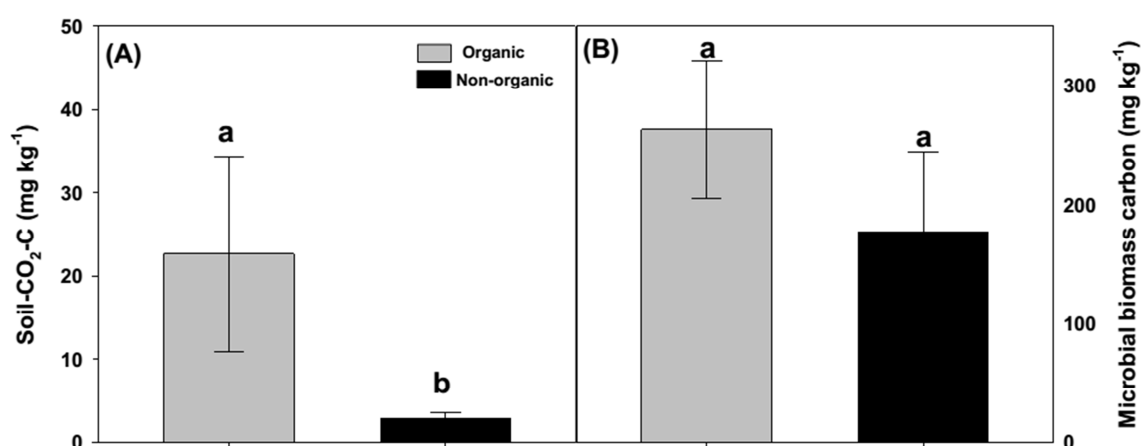 50
40
30
20
10
0
Soil-CO₂-C (mg kg⁻¹)
(A)
Organic
Non-organic
a
b
(B)
a
a
300
200
100
0
Microbial biomass carbon (mg kg⁻¹)